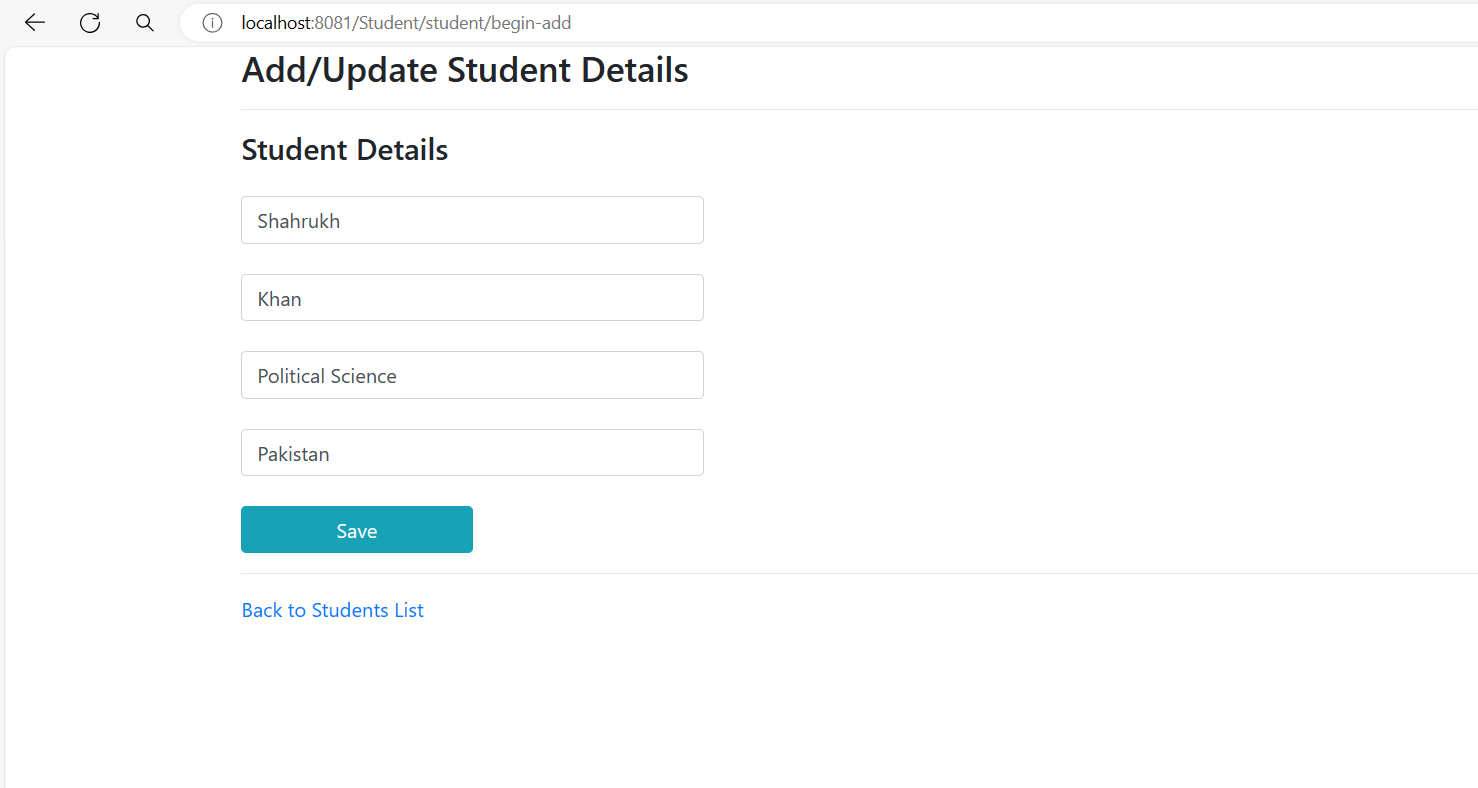 localhost:8081/Student/student/begin-add
Add/Update Student Details
Student Details
Shahrukh
Khan
Political Science
Pakistan
Save
Back to Students List